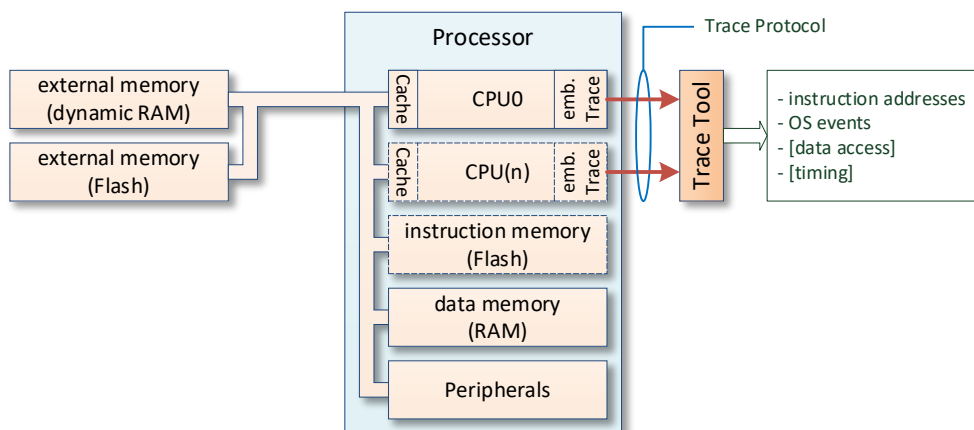 Processor
Trace Protocol
external memory
(dynamic RAM)
external memory
(Flash)
Cache
CPU0
emb.
Trace
Cache
CPU(n)
emb.
Trace
instruction memory
(Flash)
data memory
(RAM)
Peripherals
Trace Tool
- instruction addresses
- OS events
- [data access]
- [timing]